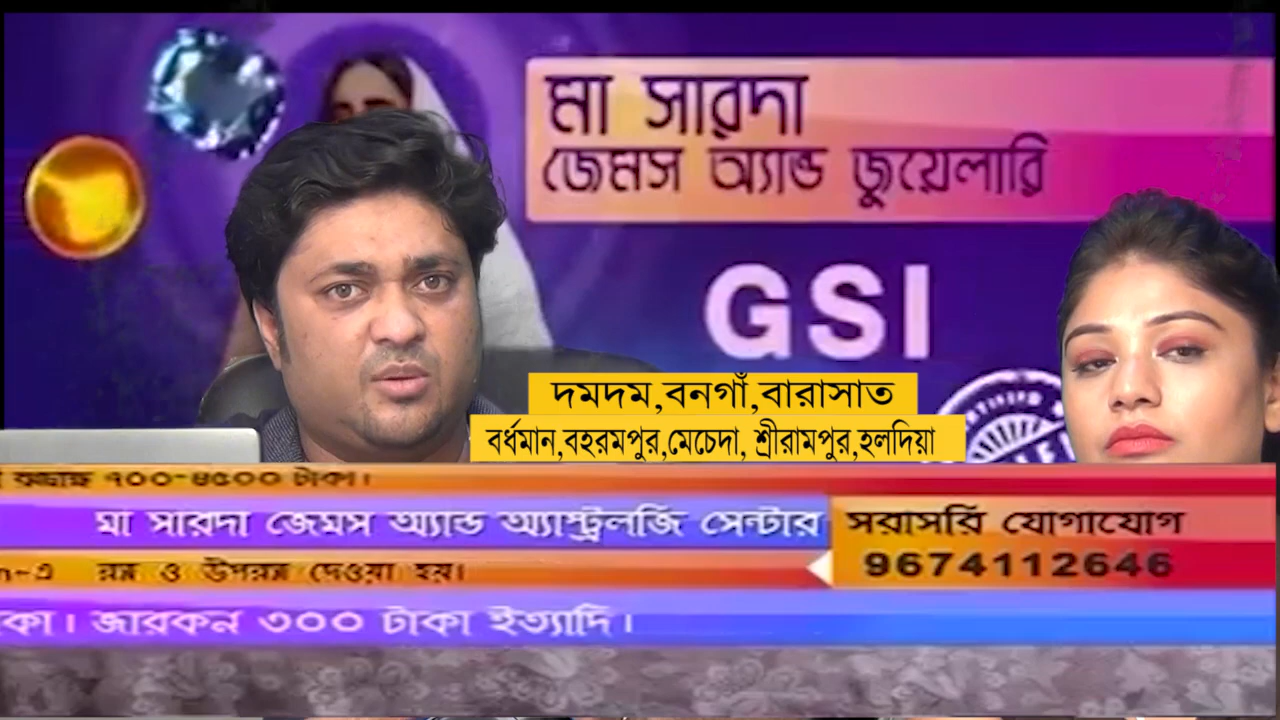 মা সারদা
জেমস অ্যান্ড জুয়েলারি
GSI
দমদম,বনগাঁ,বারাসাত
বর্ধমান,বহরমপুর,মেচেদা, শ্রীরামপুর,হলদিয়া
৭০০-৪৫০০ টাকা।
মা সারদা জেমস অ্যান্ড অ্যাস্ট্রলজি সেন্টার
সরাসরি যোগাযোগ
9674112646
n-এ রত্ন ও উপরত্ন দেওয়া হয়।
কা। জারকন ৩০০ টাকা ইত্যাদি।